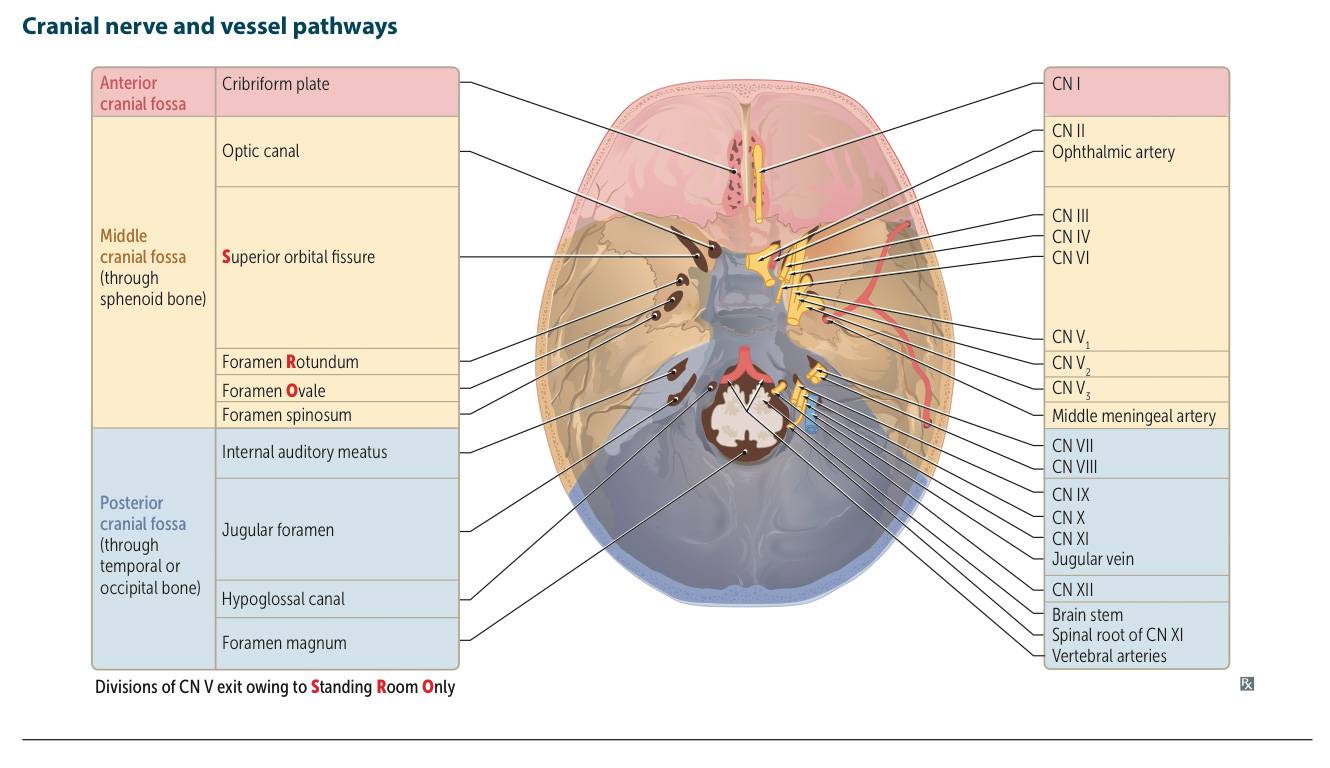 Cranial nerve and vessel pathways
Anterior
cranial fossa
Cribriform plate
Middle
cranial fossa
(through
sphenoid bone)
Optic canal
Superior orbital fissure
Foramen Rotundum
Foramen Ovale
Foramen spinosum
Posterior
cranial fossa
(through
temporal or
occipital bone)
Internal auditory meatus
Jugular foramen
Hypoglossal canal
Foramen magnum
CN I
CN II
Ophthalmic artery
CN III
CN IV
CN VI
CN V1
CN V2
CN V3
Middle meningeal artery
CN VII
CN VIII
CN IX
CN X
CN XI
Jugular vein
CN XII
Brain stem
Spinal root of CN XI
Vertebral arteries
Divisions of CN V exit owing to Standing Room Only
Rx